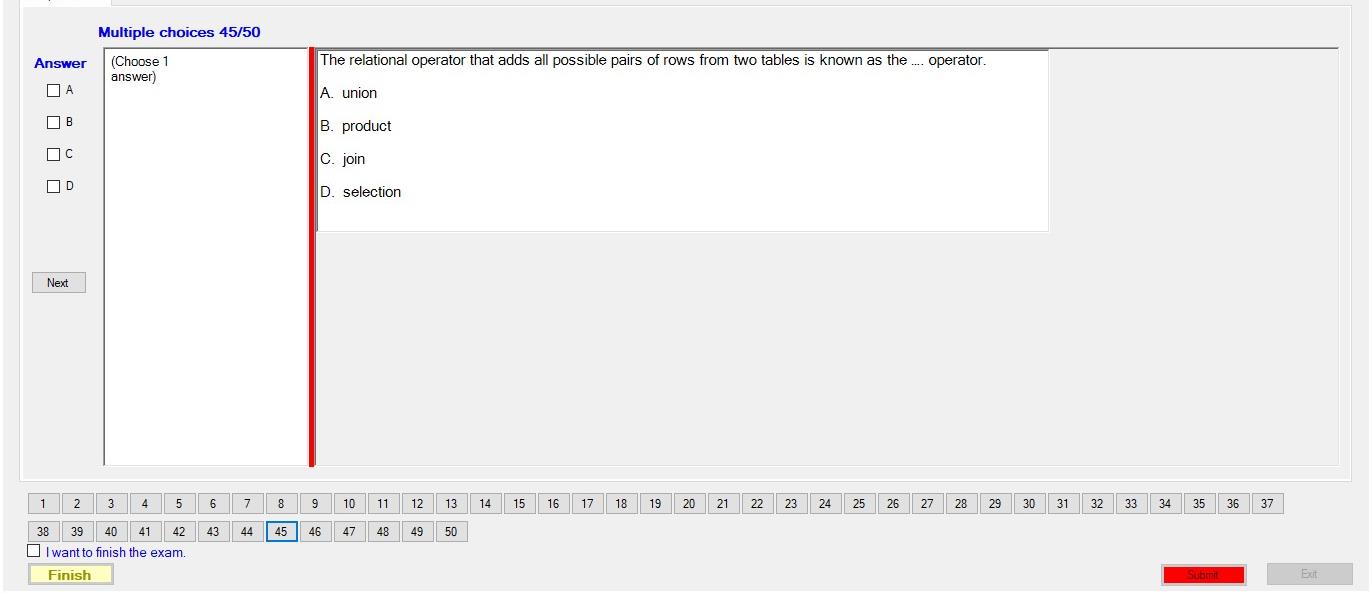 Multiple choices 45/50
Answer
(Choose 1
answer)
A
B
C
D
The relational operator that adds all possible pairs of rows from two tables is known as the .... operator.
A. union
B. product
C. join
D. selection
Next
1 2 3 4 5 6 7 8 9 10 11 12 13 14 15 16 17 18 19 20 21 22 23 24 25 26 27 28 29 30 31 32 33 34 35 36 37
38 39 40 41 42 43 44 45 46 47 48 49 50
I want to finish the exam.
Finish
Submit
Exit